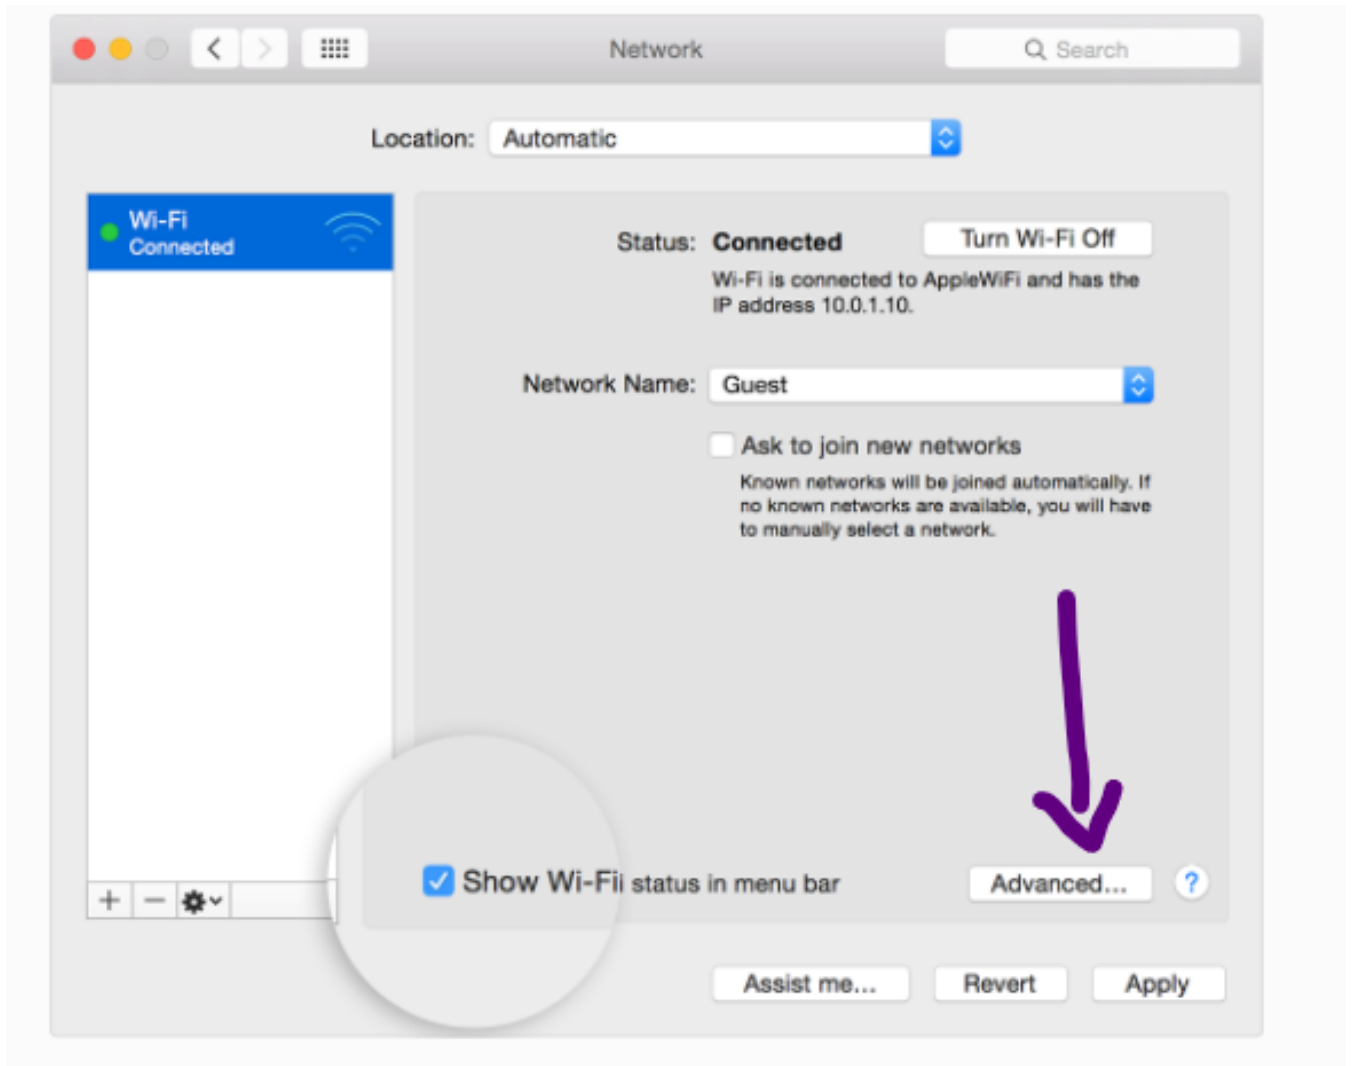 Network
Search
Location: Automatic
Wi-Fi
Connected
Status: Connected
Turn Wi-Fi Off
Wi-Fi is connected to AppleWiFi and has the
IP address 10.0.1.10.
Network Name: Guest
Ask to join new networks
Known networks will be joined automatically. If
no known networks are available, you will have
to manually select a network.
Show Wi-Fii status in menu bar
Advanced...
?
Assist me...
Revert
Apply